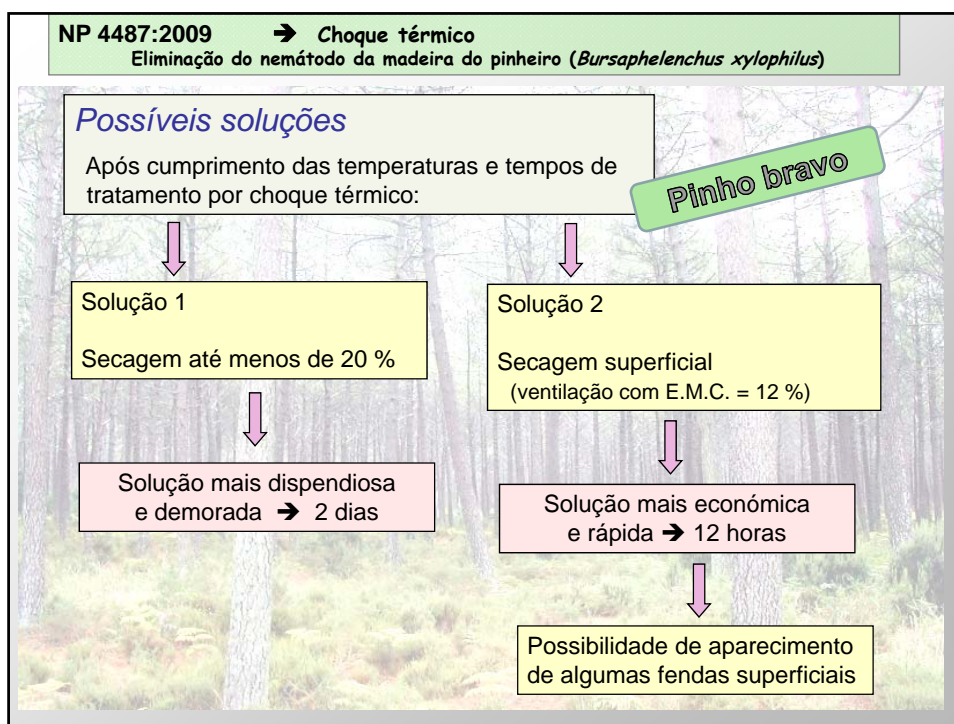 NP 4487:2009 ➔ Choque térmico
Eliminação do nemátodo da madeira do pinheiro (Bursaphelenchus xylophilus)
Possíveis soluções
Após cumprimento das temperaturas e tempos de
tratamento por choque térmico:
Pinho bravo
Solução 1
Secagem até menos de 20 %
Solução mais dispendiosa
e demorada ➔ 2 dias
Solução 2
Secagem superficial
(ventilação com E.M.C. = 12 %)
Solução mais económica
e rápida ➔ 12 horas
Possibilidade de aparecimento
de algumas fendas superficiais